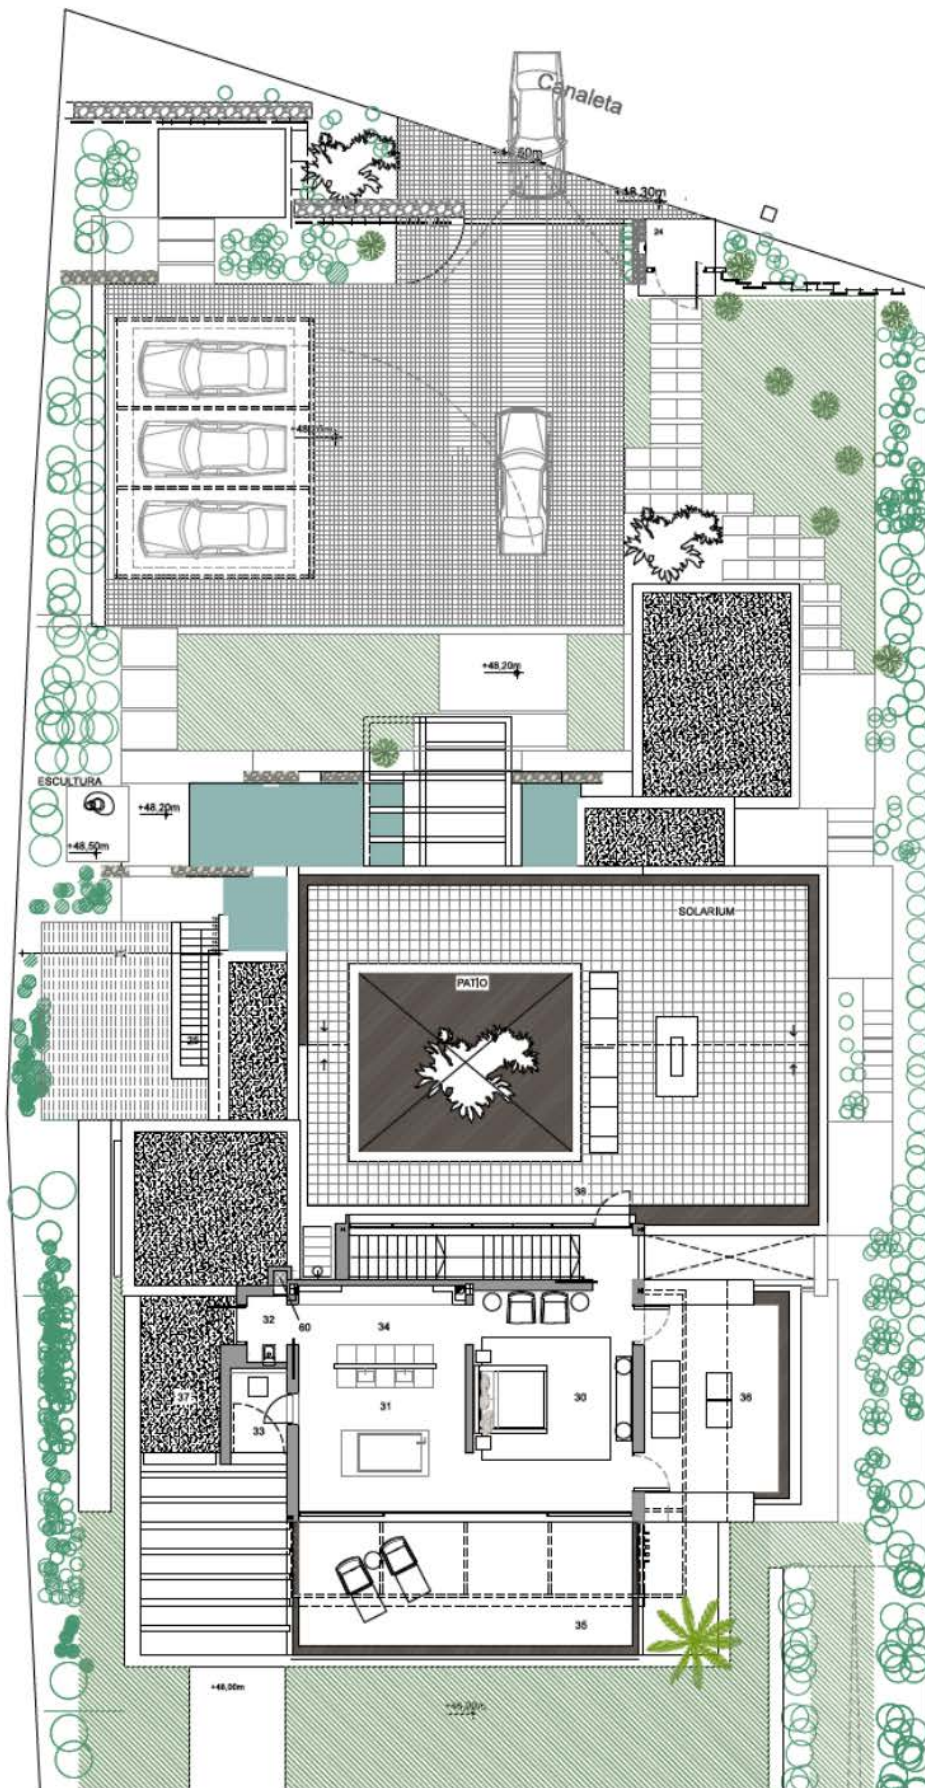 Canaleta
+48,30m
24
+48,20m
ESCULTURA
+48,20m
+48,50m
SOLARIUM
PATIO
38
32
60
34
37
31
30
36
33
35
+48,00m